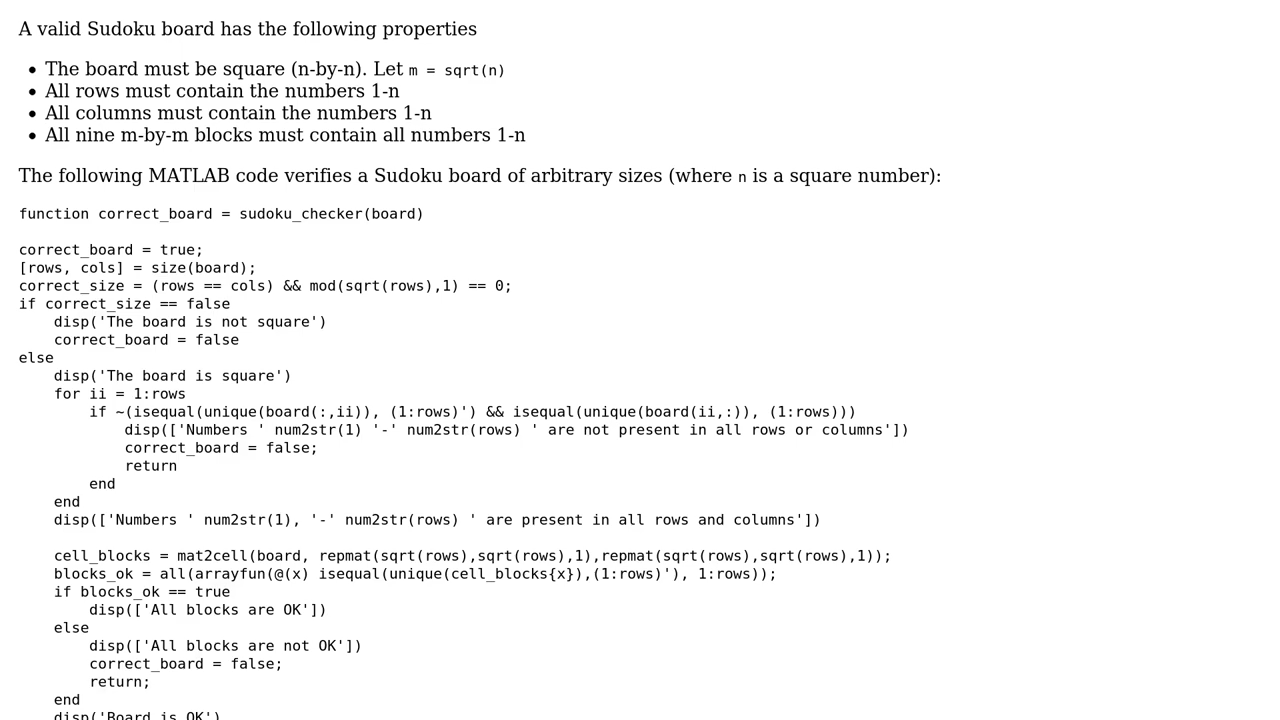 A valid Sudoku board has the following properties
• The board must be square (n-by-n). Let m = sqrt(n)
• All rows must contain the numbers 1-n
• All columns must contain the numbers 1-n
• All nine m-by-m blocks must contain all numbers 1-n
The following MATLAB code verifies a Sudoku board of arbitrary sizes (where n is a square number):
function correct_board = sudoku_checker(board)
correct_board = true;
[rows, cols] = size(board);
correct_size = (rows == cols) && mod(sqrt(rows),1) == 0;
if correct_size == false
    disp('The board is not square')
    correct_board = false
else
    disp('The board is square')
    for ii = 1:rows
        if ~(isequal(unique(board(:,ii)), (1:rows)') && isequal(unique(board(ii,:)), (1:rows)))
            disp(['Numbers ' num2str(1) '-' num2str(rows) ' are not present in all rows or columns'])
            correct_board = false;
            return
        end
    end
    disp(['Numbers ' num2str(1), '-' num2str(rows) ' are present in all rows and columns'])
    cell_blocks = mat2cell(board, repmat(sqrt(rows),sqrt(rows),1),repmat(sqrt(rows),sqrt(rows),1));
    blocks_ok = all(arrayfun(@(x) isequal(unique(cell_blocks{x}),(1:rows)'), 1:rows));
    if blocks_ok == true
        disp(['All blocks are OK'])
    else
        disp(['All blocks are not OK'])
        correct_board = false;
        return;
    end
    disp('Board is OK')